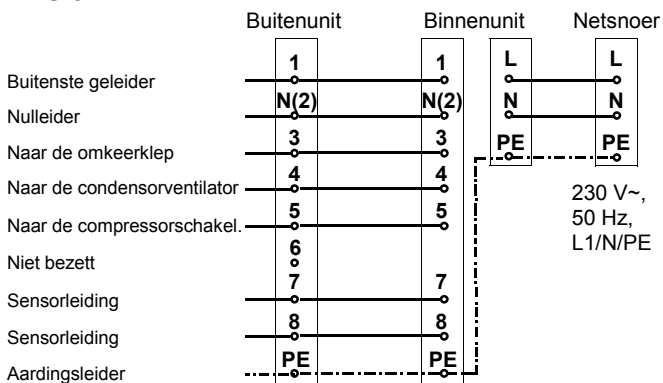 Buitenunit Binnenunit Netsnoer
1 1 L L
Buitenste geleider
N(2) N(2) N N
Nulleider
3 3 PE PE
Naar de omkeerklep
4 4
Naar de condensorventilator
230 V~,
5 5
50 Hz,
Naar de compressorschakel.
L1/N/PE
6
Niet bezett
7 7
Sensorleiding
8 8
Sensorleiding
PE PE
Aardingsleider